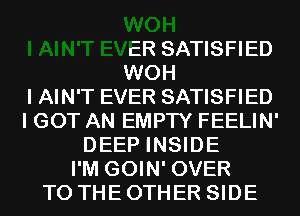 WOH
I AIN'T EVER SATISFIED
WOH
I AIN'T EVER SATISFIED
I GOT AN EMPTY FEELIN'
DEEP INSIDE
I'M GOIN' OVER
TO THE OTHER SIDE